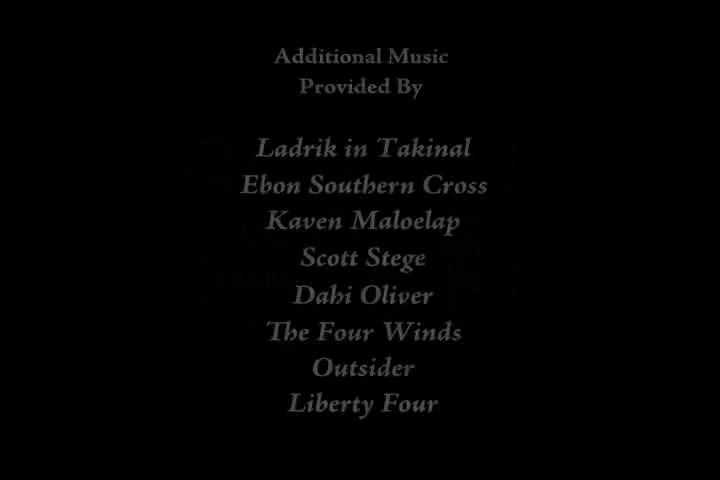 Additional Music
Provided By
Ladrik in Takinal
Ebon Southern Cross
Kaven Maloelap
Scott Stege
Dahi Oliver
The Four Winds
Outsider
Liberty Four